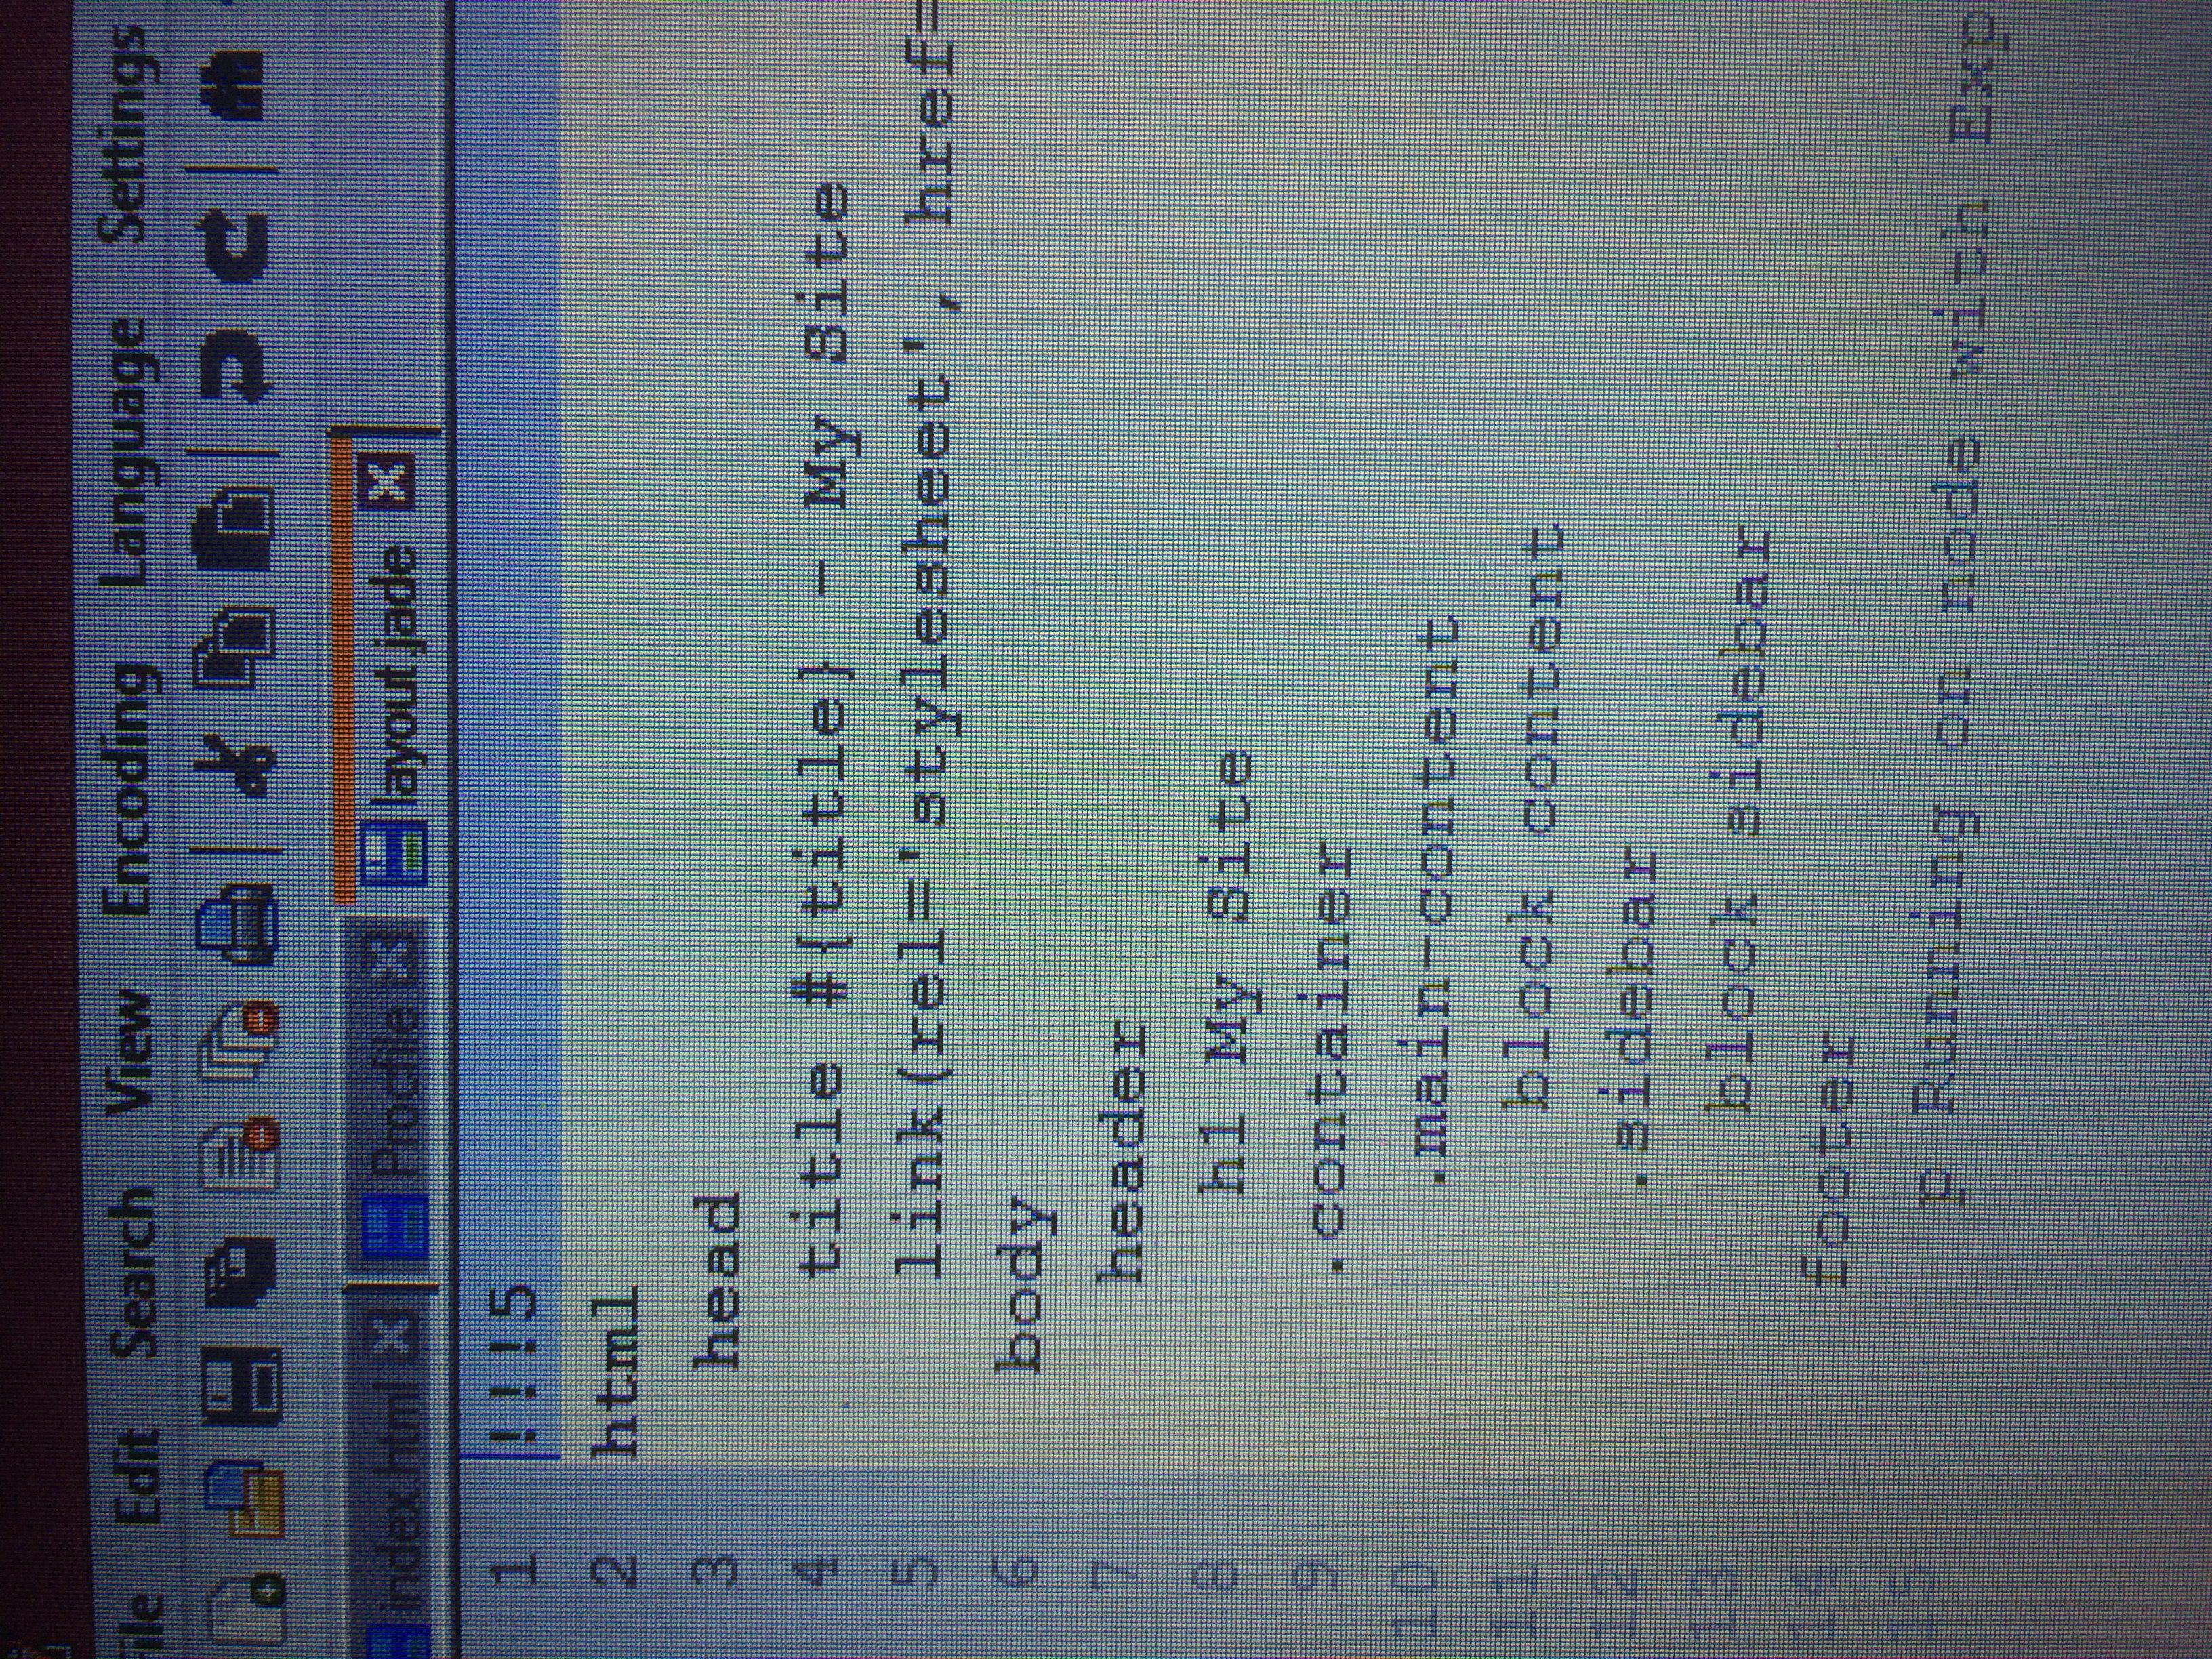 File Edit Search View Encoding Language Settings
index.html Procfile layout.jade
1 !!!5
2 html
3 head
4 title #{title} - My Site
5 link(rel='stylesheet', href=
6 body
7 header
8 h1 My Site
9 .container
10 .main-content
11 block content
12 .sidebar
13 block sidebar
14 footer
15 p Running on node with Exp